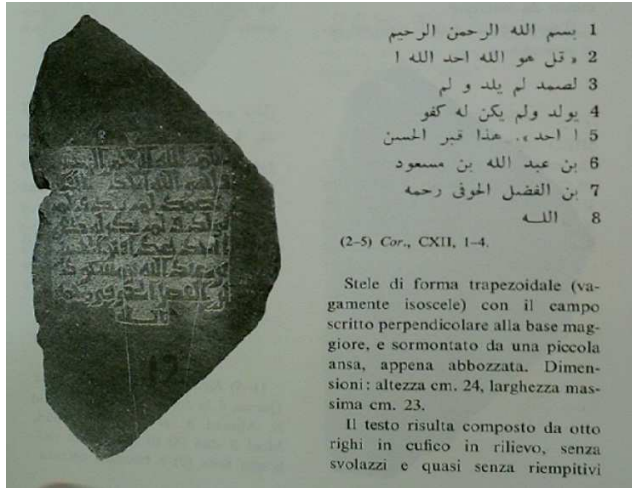 1 بسم الله الرحمن الرحيم
2 « قل هو الله احد الله ا
3 لصمد لم يلد و لم
4 يولد ولم يكن له كفو
5 ا احد ». هذا قبر الحسن
6 بن عبد الله بن مسعود
7 بن الفضل الحوفى رحمه
8 اللـــه
(2-5) Cor., CXII, 1-4.
Stele di forma trapezoidale (va-
gamente isoscele) con il campo
scritto perpendicolare alla base mag-
giore, e sormontato da una piccola
ansa, appena abbozzata. Dimen-
sioni: altezza cm. 24, larghezza mas-
sima cm. 23.
Il testo risulta composto da otto
righi in cufico in rilievo, senza
svolazzi e quasi senza riempitivi
12